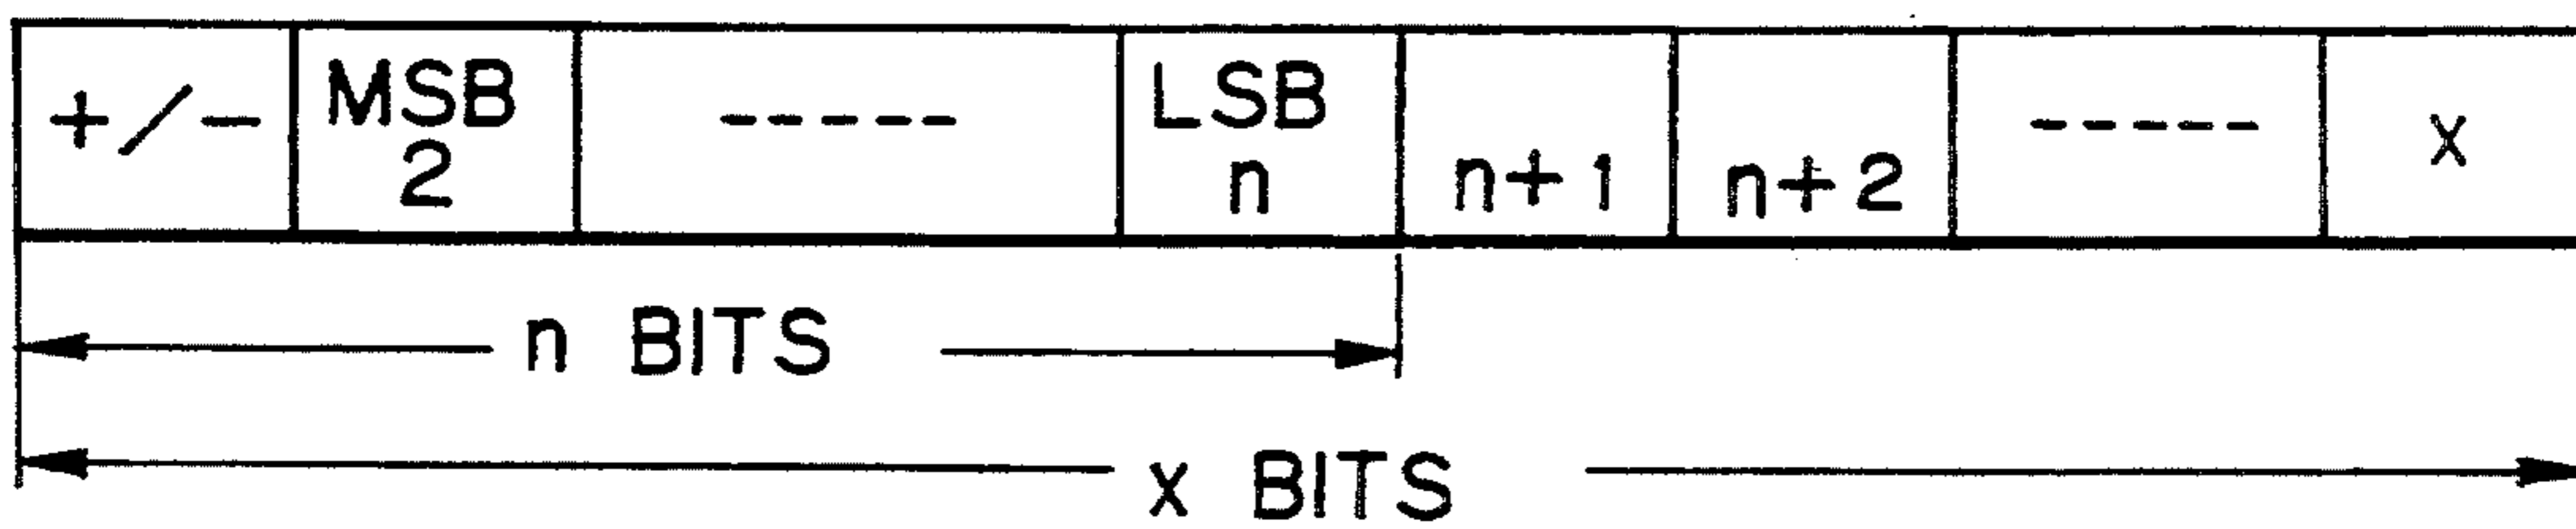 +/- MSB 2 ----- LSB n n+1 n+2 ----- x
n BITS
x BITS